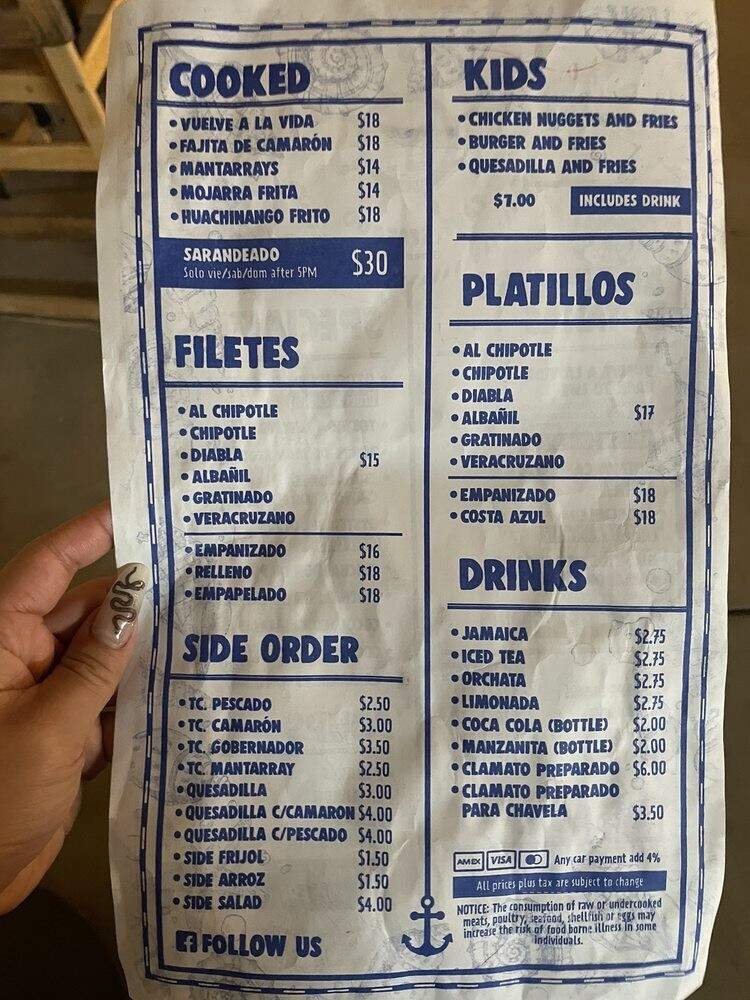 COOKED
• VUELVE A LA VIDA $18
• FAJITA DE CAMARÓN $18
• MANTARRAYS $14
• MOJARRA FRITA $14
• HUACHINANGO FRITO $18
SARANDEADO
Solo vie/sab/dom after 5PM $30
FILETES
• AL CHIPOTLE
• CHIPOTLE
• DIABLA $15
• ALBAÑIL
• GRATINADO
• VERACRUZANO
• EMPANIZADO $16
• RELLENO $18
• EMPAPELADO $18
SIDE ORDER
• TC. PESCADO $2.50
• TC. CAMARÓN $3.00
• TC. GOBERNADOR $3.50
• TC. MANTARRAY $2.50
• QUESADILLA $3.00
• QUESADILLA C/CAMARON $4.00
• QUESADILLA C/PESCADO $4.00
• SIDE FRIJOL $1.50
• SIDE ARROZ $1.50
• SIDE SALAD $4.00
FOLLOW US
KIDS
• CHICKEN NUGGETS AND FRIES
• BURGER AND FRIES
• QUESADILLA AND FRIES
$7.00 INCLUDES DRINK
PLATILLOS
• AL CHIPOTLE
• CHIPOTLE
• DIABLA
• ALBAÑIL $17
• GRATINADO
• VERACRUZANO
• EMPANIZADO $18
• COSTA AZUL $18
DRINKS
• JAMAICA $2.75
• ICED TEA $2.75
• ORCHATA $2.75
• LIMONADA $2.75
• COCA COLA (BOTTLE) $2.00
• MANZANITA (BOTTLE) $2.00
• CLAMATO PREPARADO $6.00
• CLAMATO PREPARADO
PARA CHAVELA $3.50
AMEX VISA Any car payment add 4%
All prices plus tax are subject to change
NOTICE: The consumption of raw or undercooked
meats, poultry, seafood, shellfish or eggs may
increase the risk of food borne illness in some
individuals.